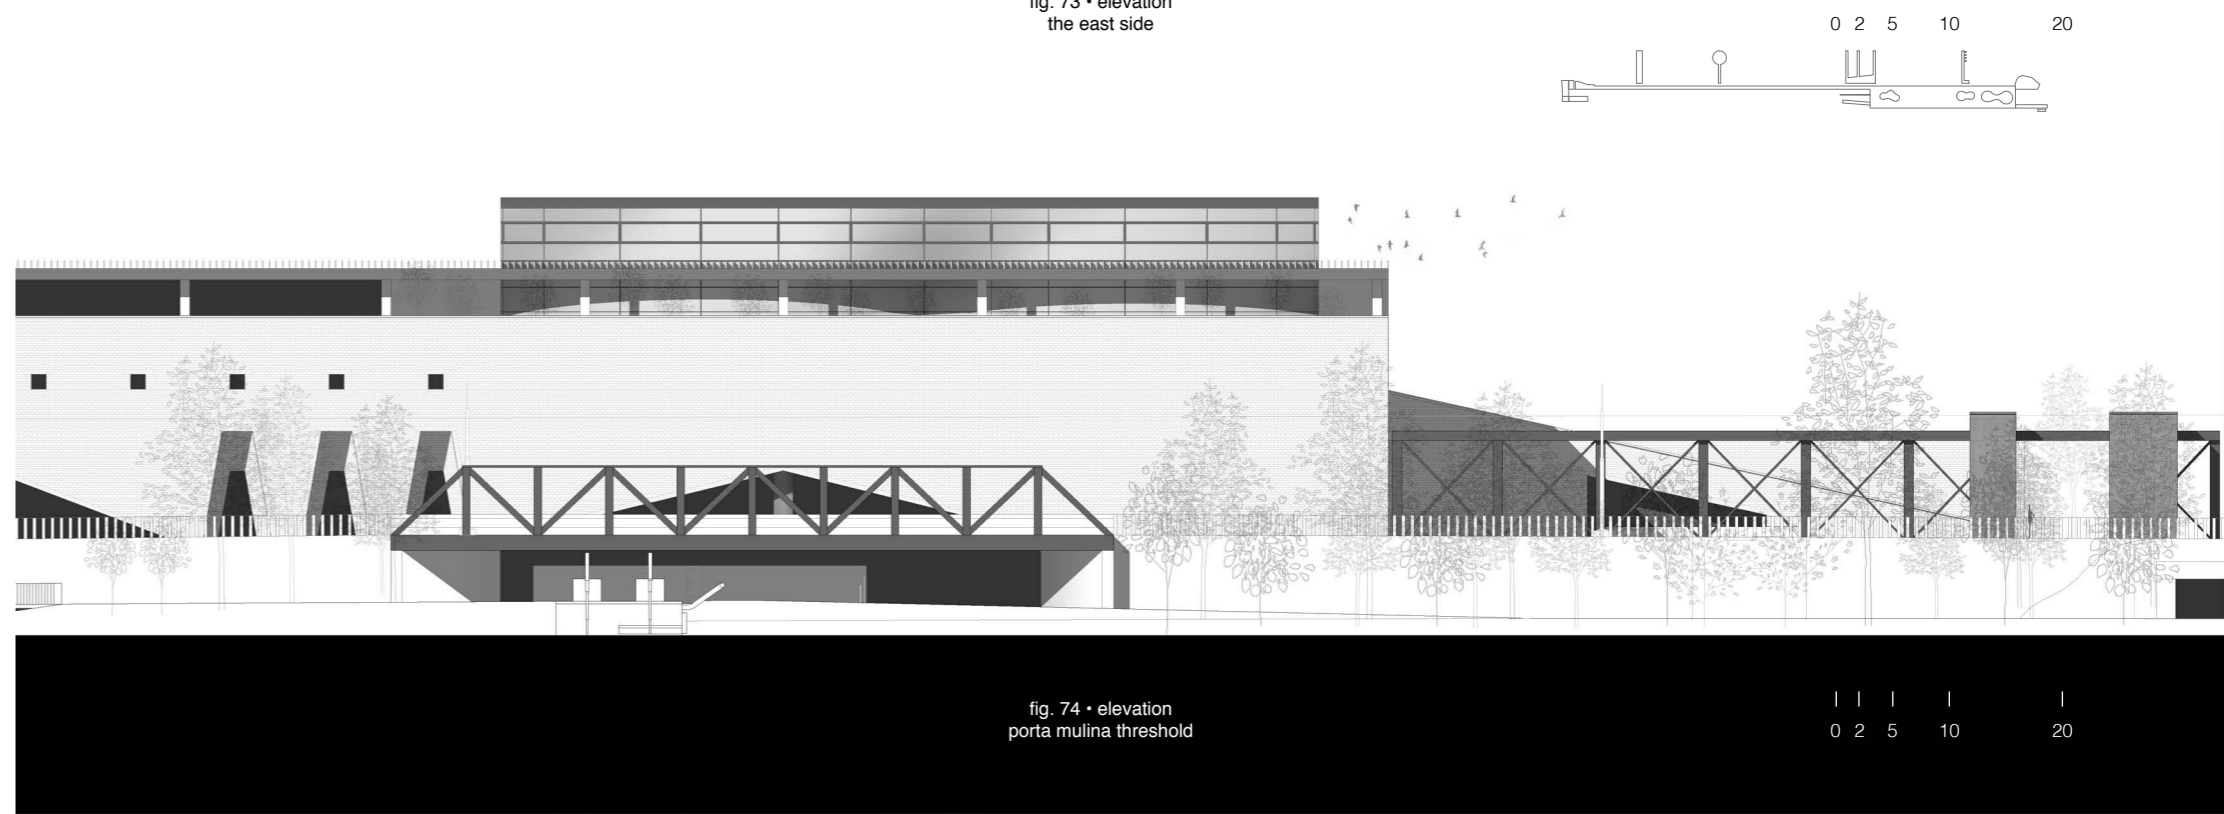 fig. 73 • elevation
the east side
0 2 5 10 20
fig. 74 • elevation
porta mulina threshold
0 2 5 10 20